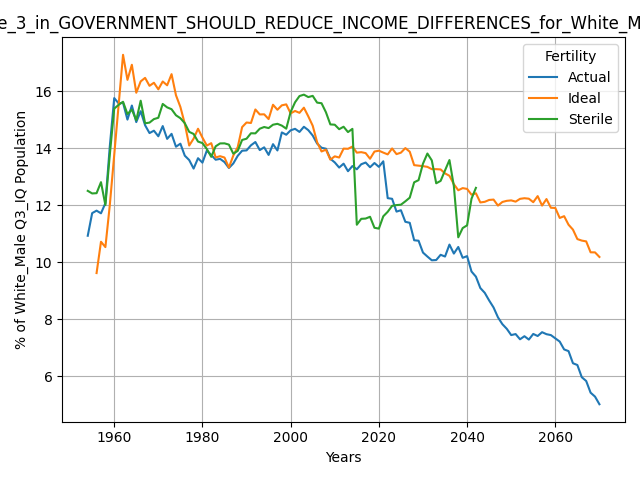 e_3_in_GOVERNMENT_SHOULD_REDUCE_INCOME_DIFFERENCES_for_White_M
% of White_Male Q3_IQ Population
16
14
12
10
8
6
Fertility
Actual
Ideal
Sterile
1960
1980
2000
2020
2040
2060
Years